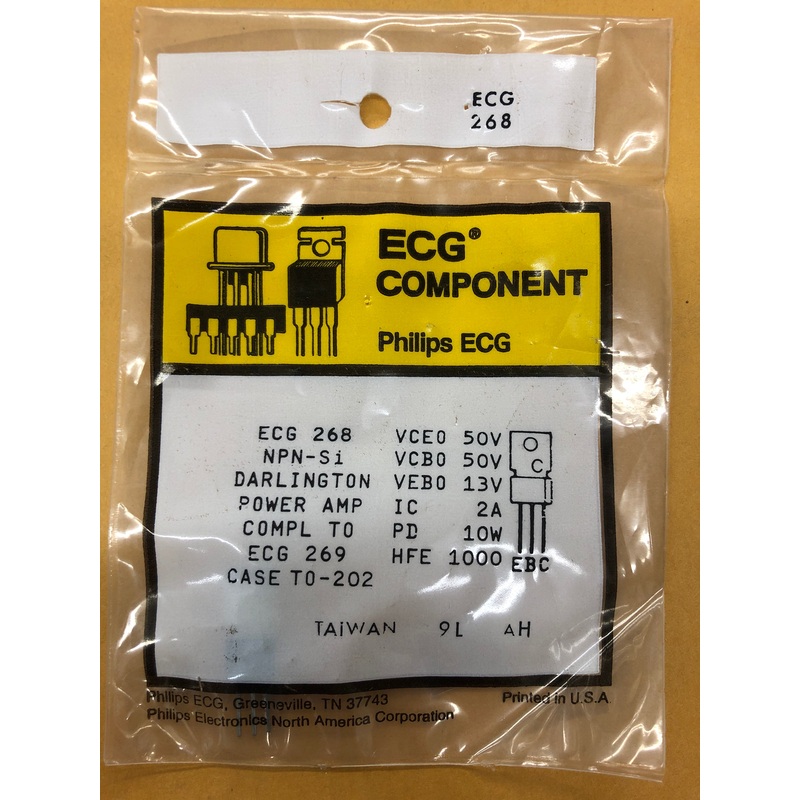 ECG
268
ECG®
COMPONENT
Philips ECG
ECG 268 VCEO 50V
NPN-Si VCBO 50V
DARLINGTON VEBO 13V
POWER AMP IC 2A
COMPL TO PD 10W
ECG 269 HFE 1000
CASE TO-202
C
EBC
TAiWAN 9L AH
Philips ECG, Greeneville, TN 37743
Printed in U.S.A.
Philips Electronics North America Corporation